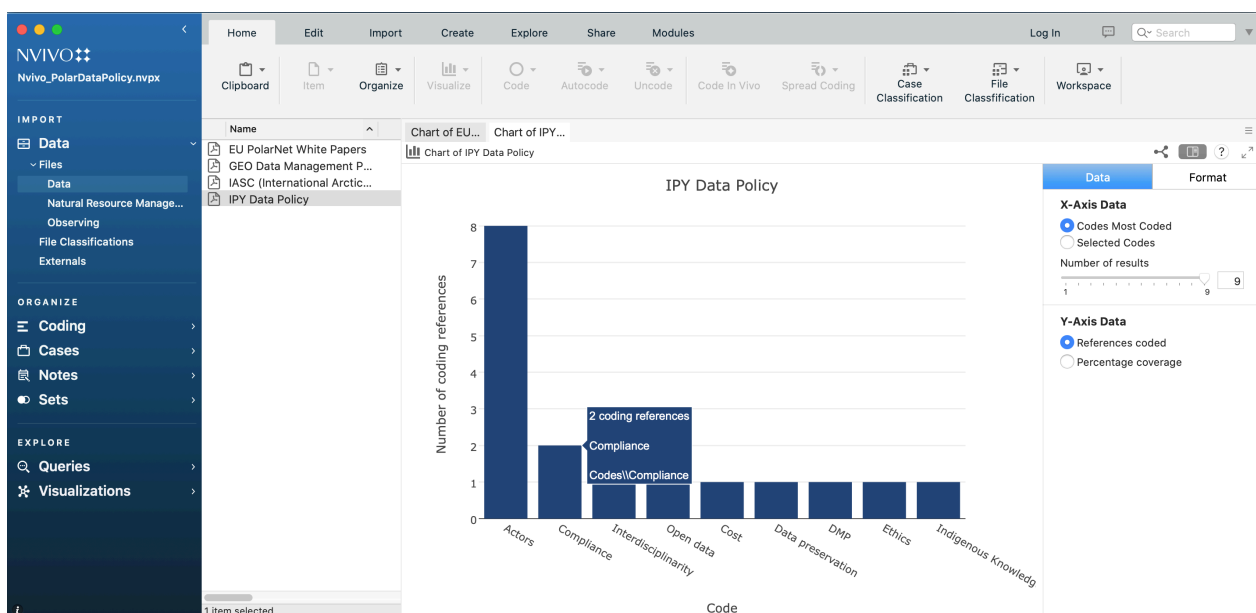 NVIVO
Nvivo_PolarDataPolicy.nvpx
IMPORT
Data
Files
Data
Natural Resource Manage...
Observing
File Classifications
Externals
ORGANIZE
Coding
Cases
Notes
Sets
EXPLORE
Queries
Visualizations
Home Edit Import Create Explore Share Modules Log In Search
Clipboard Item Organize Visualize Code Autocode Uncode Code In Vivo Spread Coding Case Classification File Classfification Workspace
Name
EU PolarNet White Papers
GEO Data Management P...
IASC (International Arctic...
IPY Data Policy
1 item selected
Chart of EU... Chart of IPY...
Chart of IPY Data Policy
?
IPY Data Policy
Number of coding references
8
7
6
5
4
3
2
1
0
2 coding references
Compliance
Codes\\Compliance
Actors
Compliance
Interdisciplinarity
Open data
Cost
Data preservation
DMP
Ethics
Indigenous Knowledg
Code
Data Format
X-Axis Data
Codes Most Coded
Selected Codes
Number of results
9
1 9
Y-Axis Data
References coded
Percentage coverage